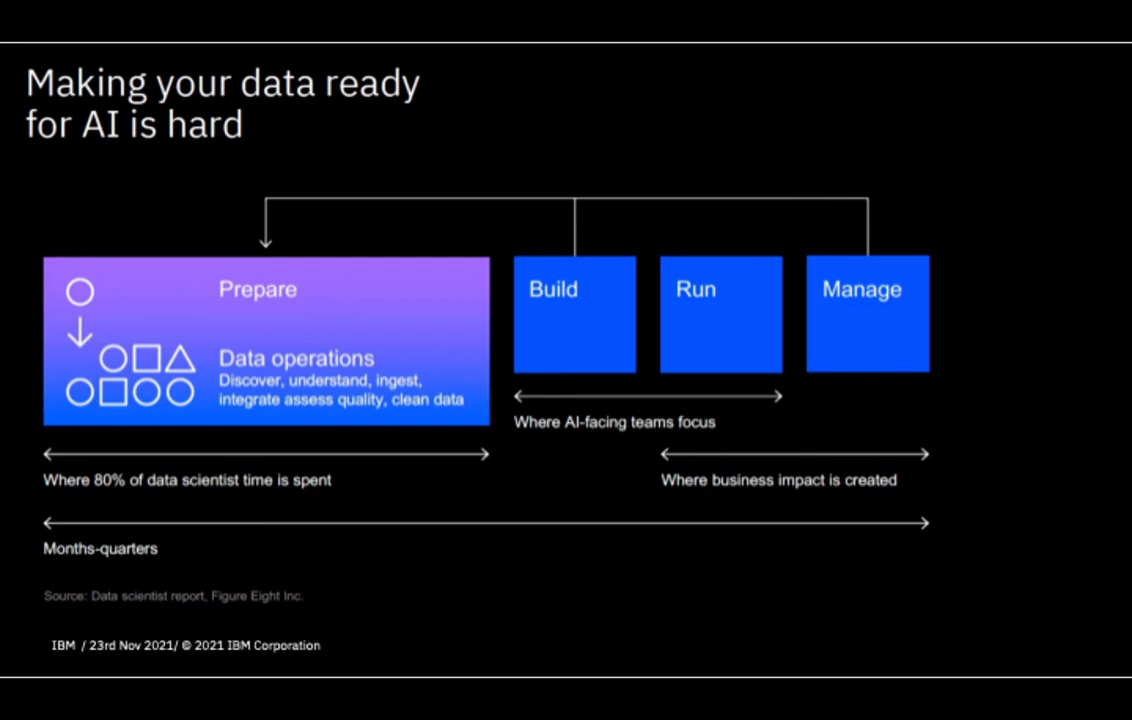 Making your data ready
for AI is hard
Prepare
Data operations
Discover, understand, ingest,
integrate assess quality, clean data
Build
Run
Manage
Where AI-facing teams focus
Where 80% of data scientist time is spent
Where business impact is created
Months-quarters
Source: Data scientist report, Figure Eight Inc.
IBM / 23rd Nov 2021/ © 2021 IBM Corporation